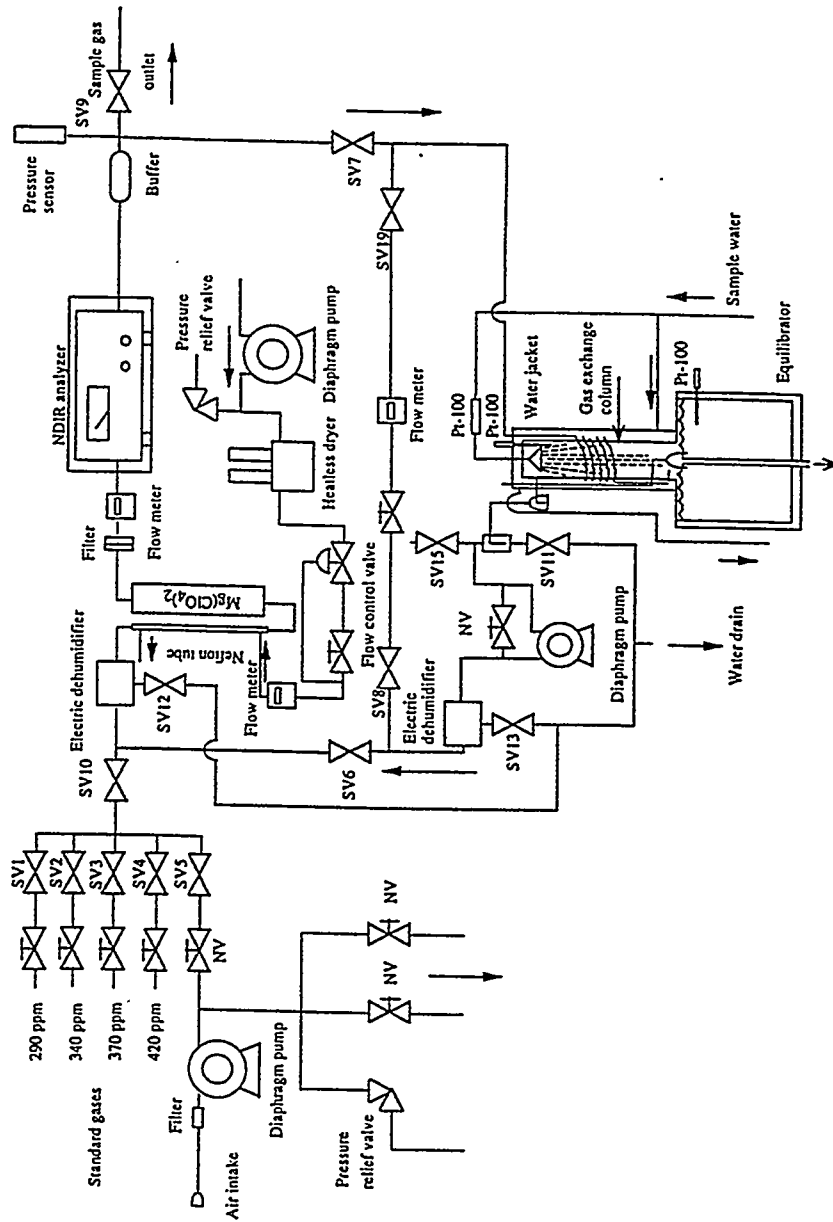 Standard gases
290 ppm
340 ppm
370 ppm
420 ppm
SV1
SV2
SV3
SV4
SV5
NV
SV10
Filter
Air intake
Diaphragm pump
Pressure
relief valve
NV
NV
Electric dehumidifier
SV12
Nefion tube
Mg(ClO4)2
Flow meter
Filter
Flow meter
NDIR analyzer
Pressure
sensor
Buffer
SV9
Sample gas
outlet
Pressure
relief valve
Diaphragm pump
Heatless dryer
Flow control valve
SV6
SV8
Flow meter
SV19
SV7
Electric
dehumidifier
SV13
NV
Diaphragm pump
SV15
SV11
Water drain
Pt-100
Pt-100
Water jacket
Gas exchange
column
Pt-100
Sample water
Equilibrator